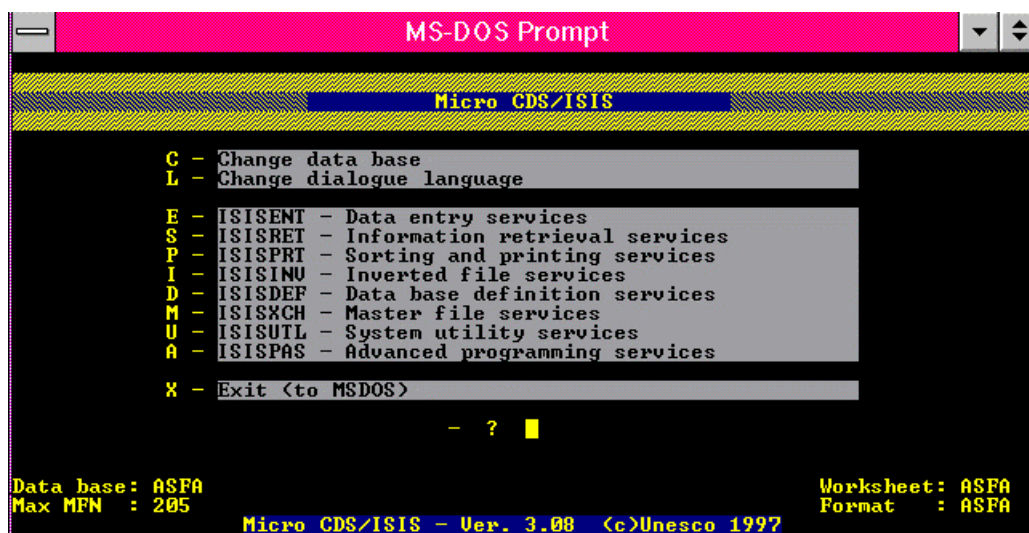 MS-DOS Prompt
Micro CDS/ISIS
C - Change data base
L - Change dialogue language
E - ISISENT - Data entry services
S - ISISRET - Information retrieval services
P - ISISPRT - Sorting and printing services
I - ISISINV - Inverted file services
D - ISISDEF - Data base definition services
M - ISISXCH - Master file services
U - ISISUTL - System utility services
A - ISISPAS - Advanced programming services
X - Exit (to MSDOS)
- ?
Data base: ASFA Worksheet: ASFA
Max MFN : 205 Format : ASFA
Micro CDS/ISIS - Ver. 3.08 (c)Unesco 1997